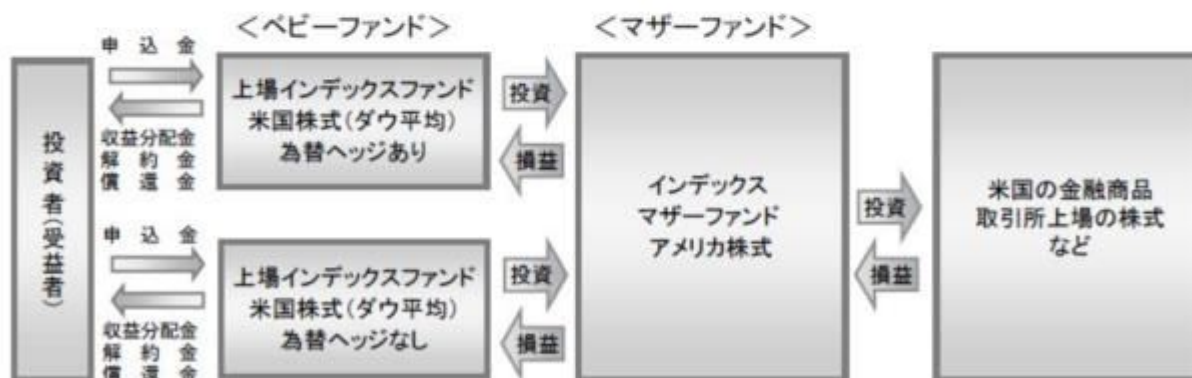 ＜ベビーファンド＞
＜マザーファンド＞
投資者(受益者)
申込金
収益分配金
解約金
償還金
上場インデックスファンド
米国株式(ダウ平均)
為替ヘッジあり
投資
損益
申込金
収益分配金
解約金
償還金
上場インデックスファンド
米国株式(ダウ平均)
為替ヘッジなし
投資
損益
インデックス
マザーファンド
アメリカ株式
投資
損益
米国の金融商品
取引所上場の株式
など